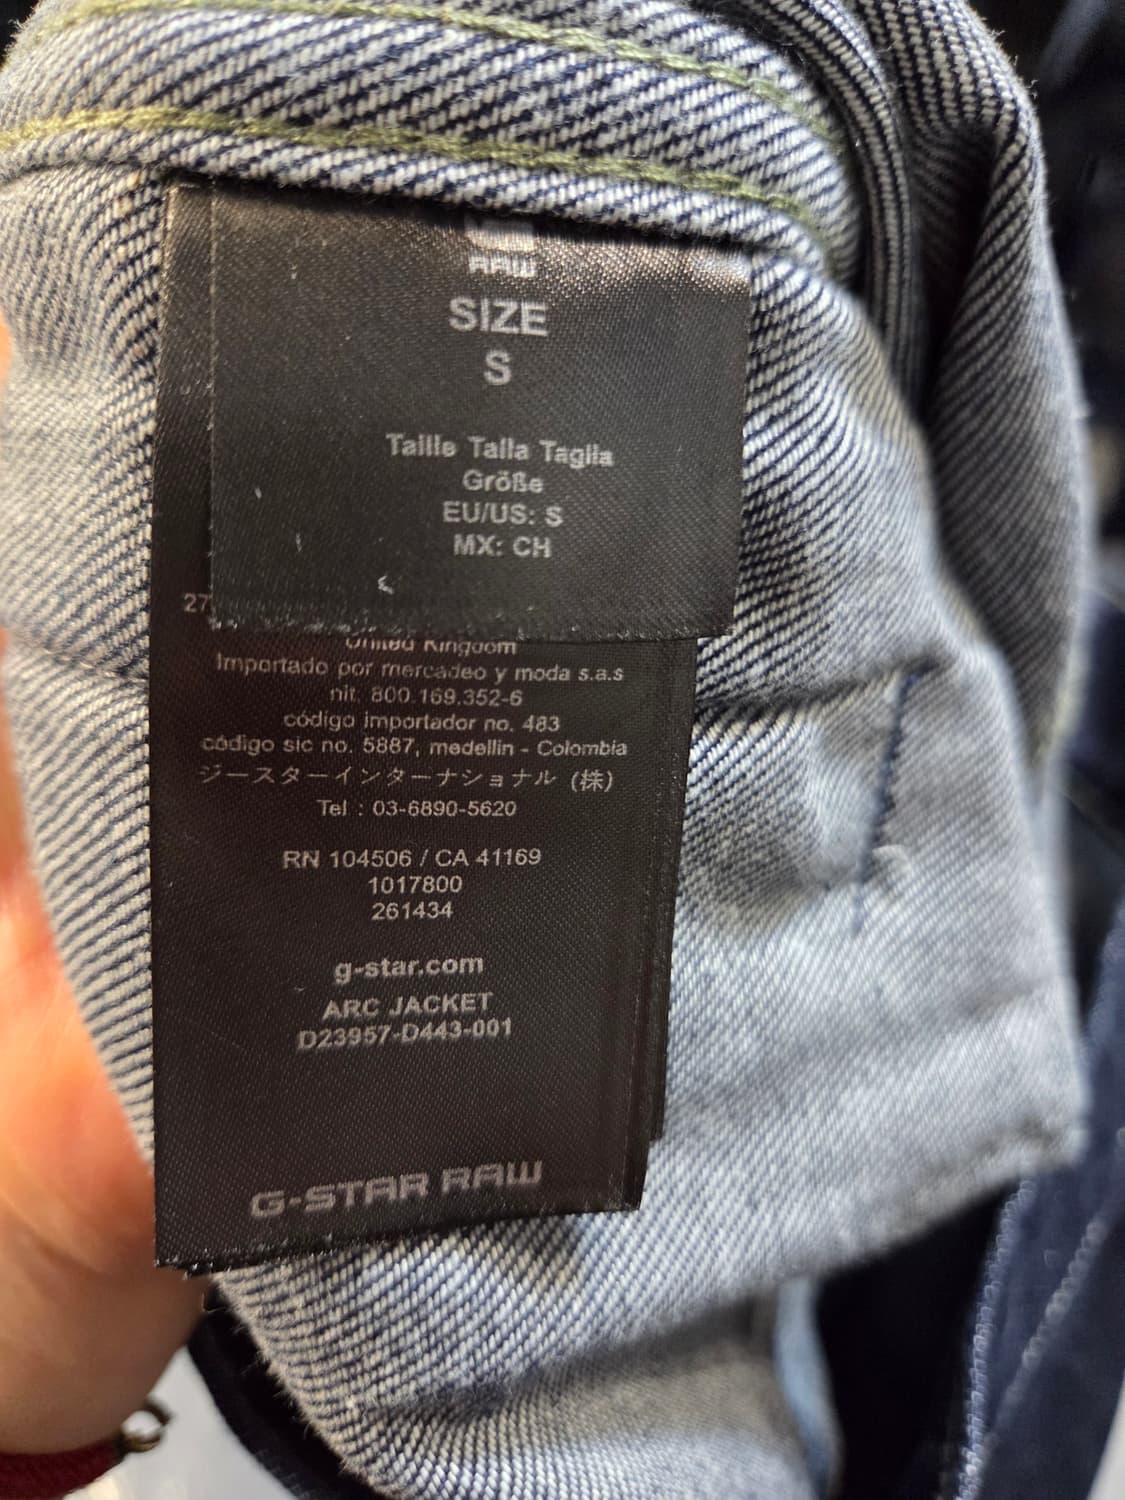 RAW
SIZE
S
Taille Talla Taglia
Größe
EU/US: S
MX: CH
27
United Kingdom
Importado por mercadeo y moda s.a.s
nit. 800.169.352-6
código importador no. 483
código sic no. 5887, medellin - Colombia
ジースターインターナショナル (株)
Tel : 03-6890-5620
RN 104506 / CA 41169
1017800
261434
g-star.com
ARC JACKET
D23957-D443-001
G-STAR RAW